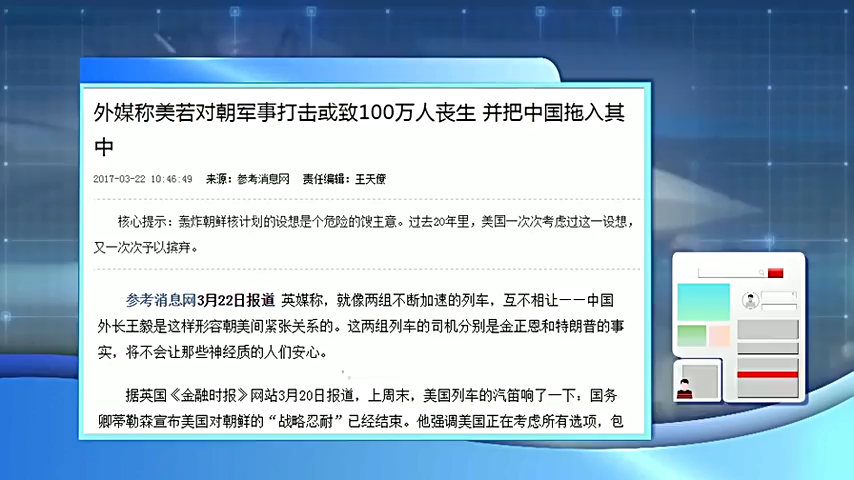 外媒称美若对朝军事打击或致100万人丧生 并把中国拖入其
中
2017-03-22 10:46:49 来源：参考消息网 责任编辑：王天僚
核心提示：轰炸朝鲜核计划的设想是个危险的馊主意。过去20年里，美国一次次考虑过这一设想，
又一次次予以摈弃。
参考消息网3月22日报道 英媒称，就像两组不断加速的列车，互不相让——中国
外长王毅是这样形容朝美间紧张关系的。这两组列车的司机分别是金正恩和特朗普的事
实，将不会让那些神经质的人们安心。
据英国《金融时报》网站3月20日报道，上周末，美国列车的汽笛响了一下：国务
卿蒂勒森宣布美国对朝鲜的“战略忍耐”已经结束。他强调美国正在考虑所有选项，包